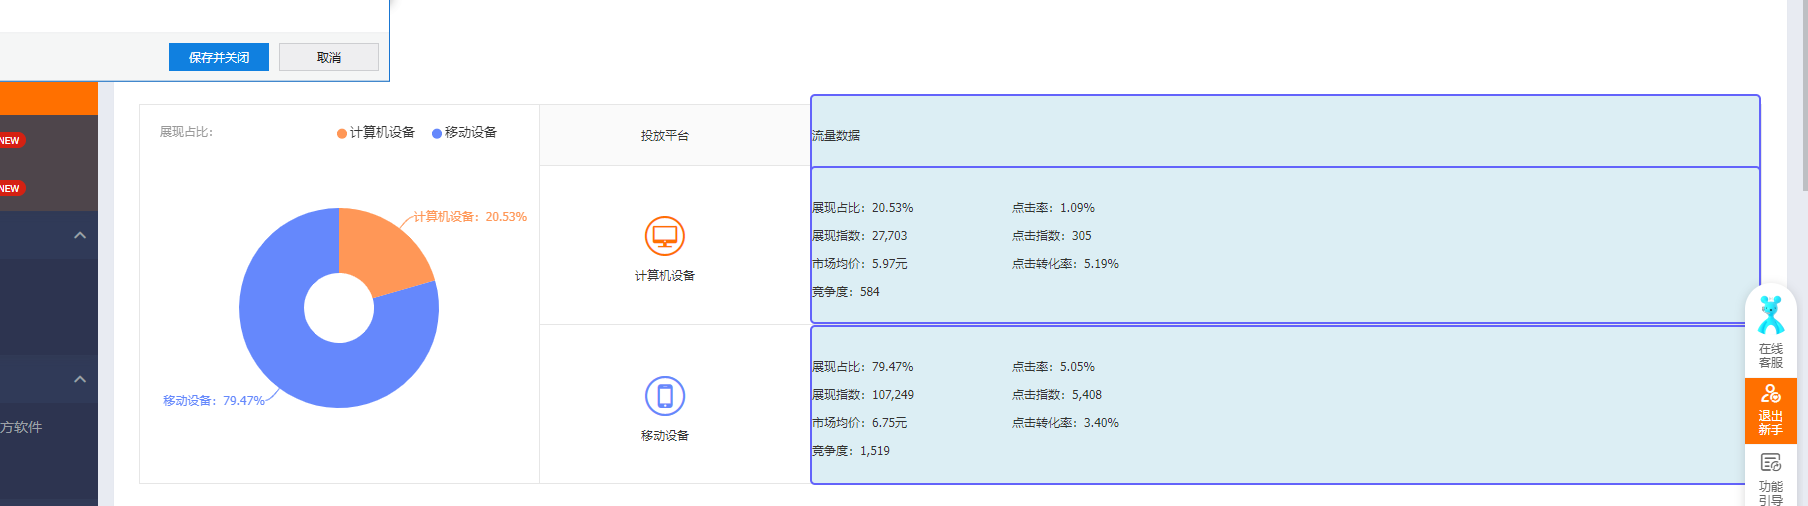 保存并关闭 取消
NEW
NEW
方软件
展现占比： 计算机设备 移动设备
计算机设备：20.53%
移动设备：79.47%
投放平台 流量数据
计算机设备
展现占比：20.53% 点击率：1.09%
展现指数：27,703 点击指数：305
市场均价：5.97元 点击转化率：5.19%
竞争度：584
移动设备
展现占比：79.47% 点击率：5.05%
展现指数：107,249 点击指数：5,408
市场均价：6.75元 点击转化率：3.40%
竞争度：1,519
在线
客服
退出
新手
功能
引导